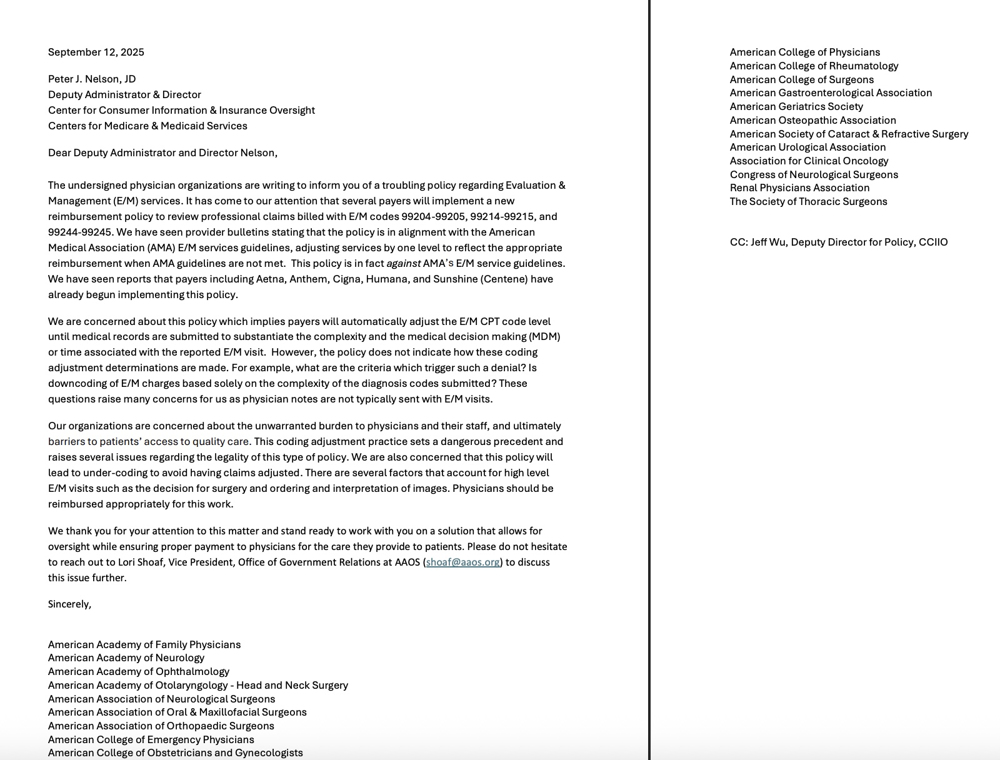 September 12, 2025
Peter J. Nelson, JD
Deputy Administrator & Director
Center for Consumer Information & Insurance Oversight
Centers for Medicare & Medicaid Services
Dear Deputy Administrator and Director Nelson,
The undersigned physician organizations are writing to inform you of a troubling policy regarding Evaluation &
Management (E/M) services. It has come to our attention that several payers will implement a new
reimbursement policy to review professional claims billed with E/M codes 99204-99205, 99214-99215, and
99244-99245. We have seen provider bulletins stating that the policy is in alignment with the American
Medical Association (AMA) E/M services guidelines, adjusting services by one level to reflect the appropriate
reimbursement when AMA guidelines are not met.  This policy is in fact against AMA's E/M service guidelines.
We have seen reports that payers including Aetna, Anthem, Cigna, Humana, and Sunshine (Centene) have
already begun implementing this policy.
We are concerned about this policy which implies payers will automatically adjust the E/M CPT code level
until medical records are submitted to substantiate the complexity and the medical decision making (MDM)
or time associated with the reported E/M visit.  However, the policy does not indicate how these coding
adjustment determinations are made. For example, what are the criteria which trigger such a denial? Is
downcoding of E/M charges based solely on the complexity of the diagnosis codes submitted? These
questions raise many concerns for us as physician notes are not typically sent with E/M visits.
Our organizations are concerned about the unwarranted burden to physicians and their staff, and ultimately
barriers to patients' access to quality care. This coding adjustment practice sets a dangerous precedent and
raises several issues regarding the legality of this type of policy. We are also concerned that this policy will
lead to under-coding to avoid having claims adjusted. There are several factors that account for high level
E/M visits such as the decision for surgery and ordering and interpretation of images. Physicians should be
reimbursed appropriately for this work.
We thank you for your attention to this matter and stand ready to work with you on a solution that allows for
oversight while ensuring proper payment to physicians for the care they provide to patients. Please do not hesitate
to reach out to Lori Shoaf, Vice President, Office of Government Relations at AAOS (shoaf@aaos.org) to discuss
this issue further.
Sincerely,
American Academy of Family Physicians
American Academy of Neurology
American Academy of Ophthalmology
American Academy of Otolaryngology - Head and Neck Surgery
American Association of Neurological Surgeons
American Association of Oral & Maxillofacial Surgeons
American Association of Orthopaedic Surgeons
American College of Emergency Physicians
American College of Obstetricians and Gynecologists
American College of Physicians
American College of Rheumatology
American College of Surgeons
American Gastroenterological Association
American Geriatrics Society
American Osteopathic Association
American Society of Cataract & Refractive Surgery
American Urological Association
Association for Clinical Oncology
Congress of Neurological Surgeons
Renal Physicians Association
The Society of Thoracic Surgeons
CC: Jeff Wu, Deputy Director for Policy, CCIIO